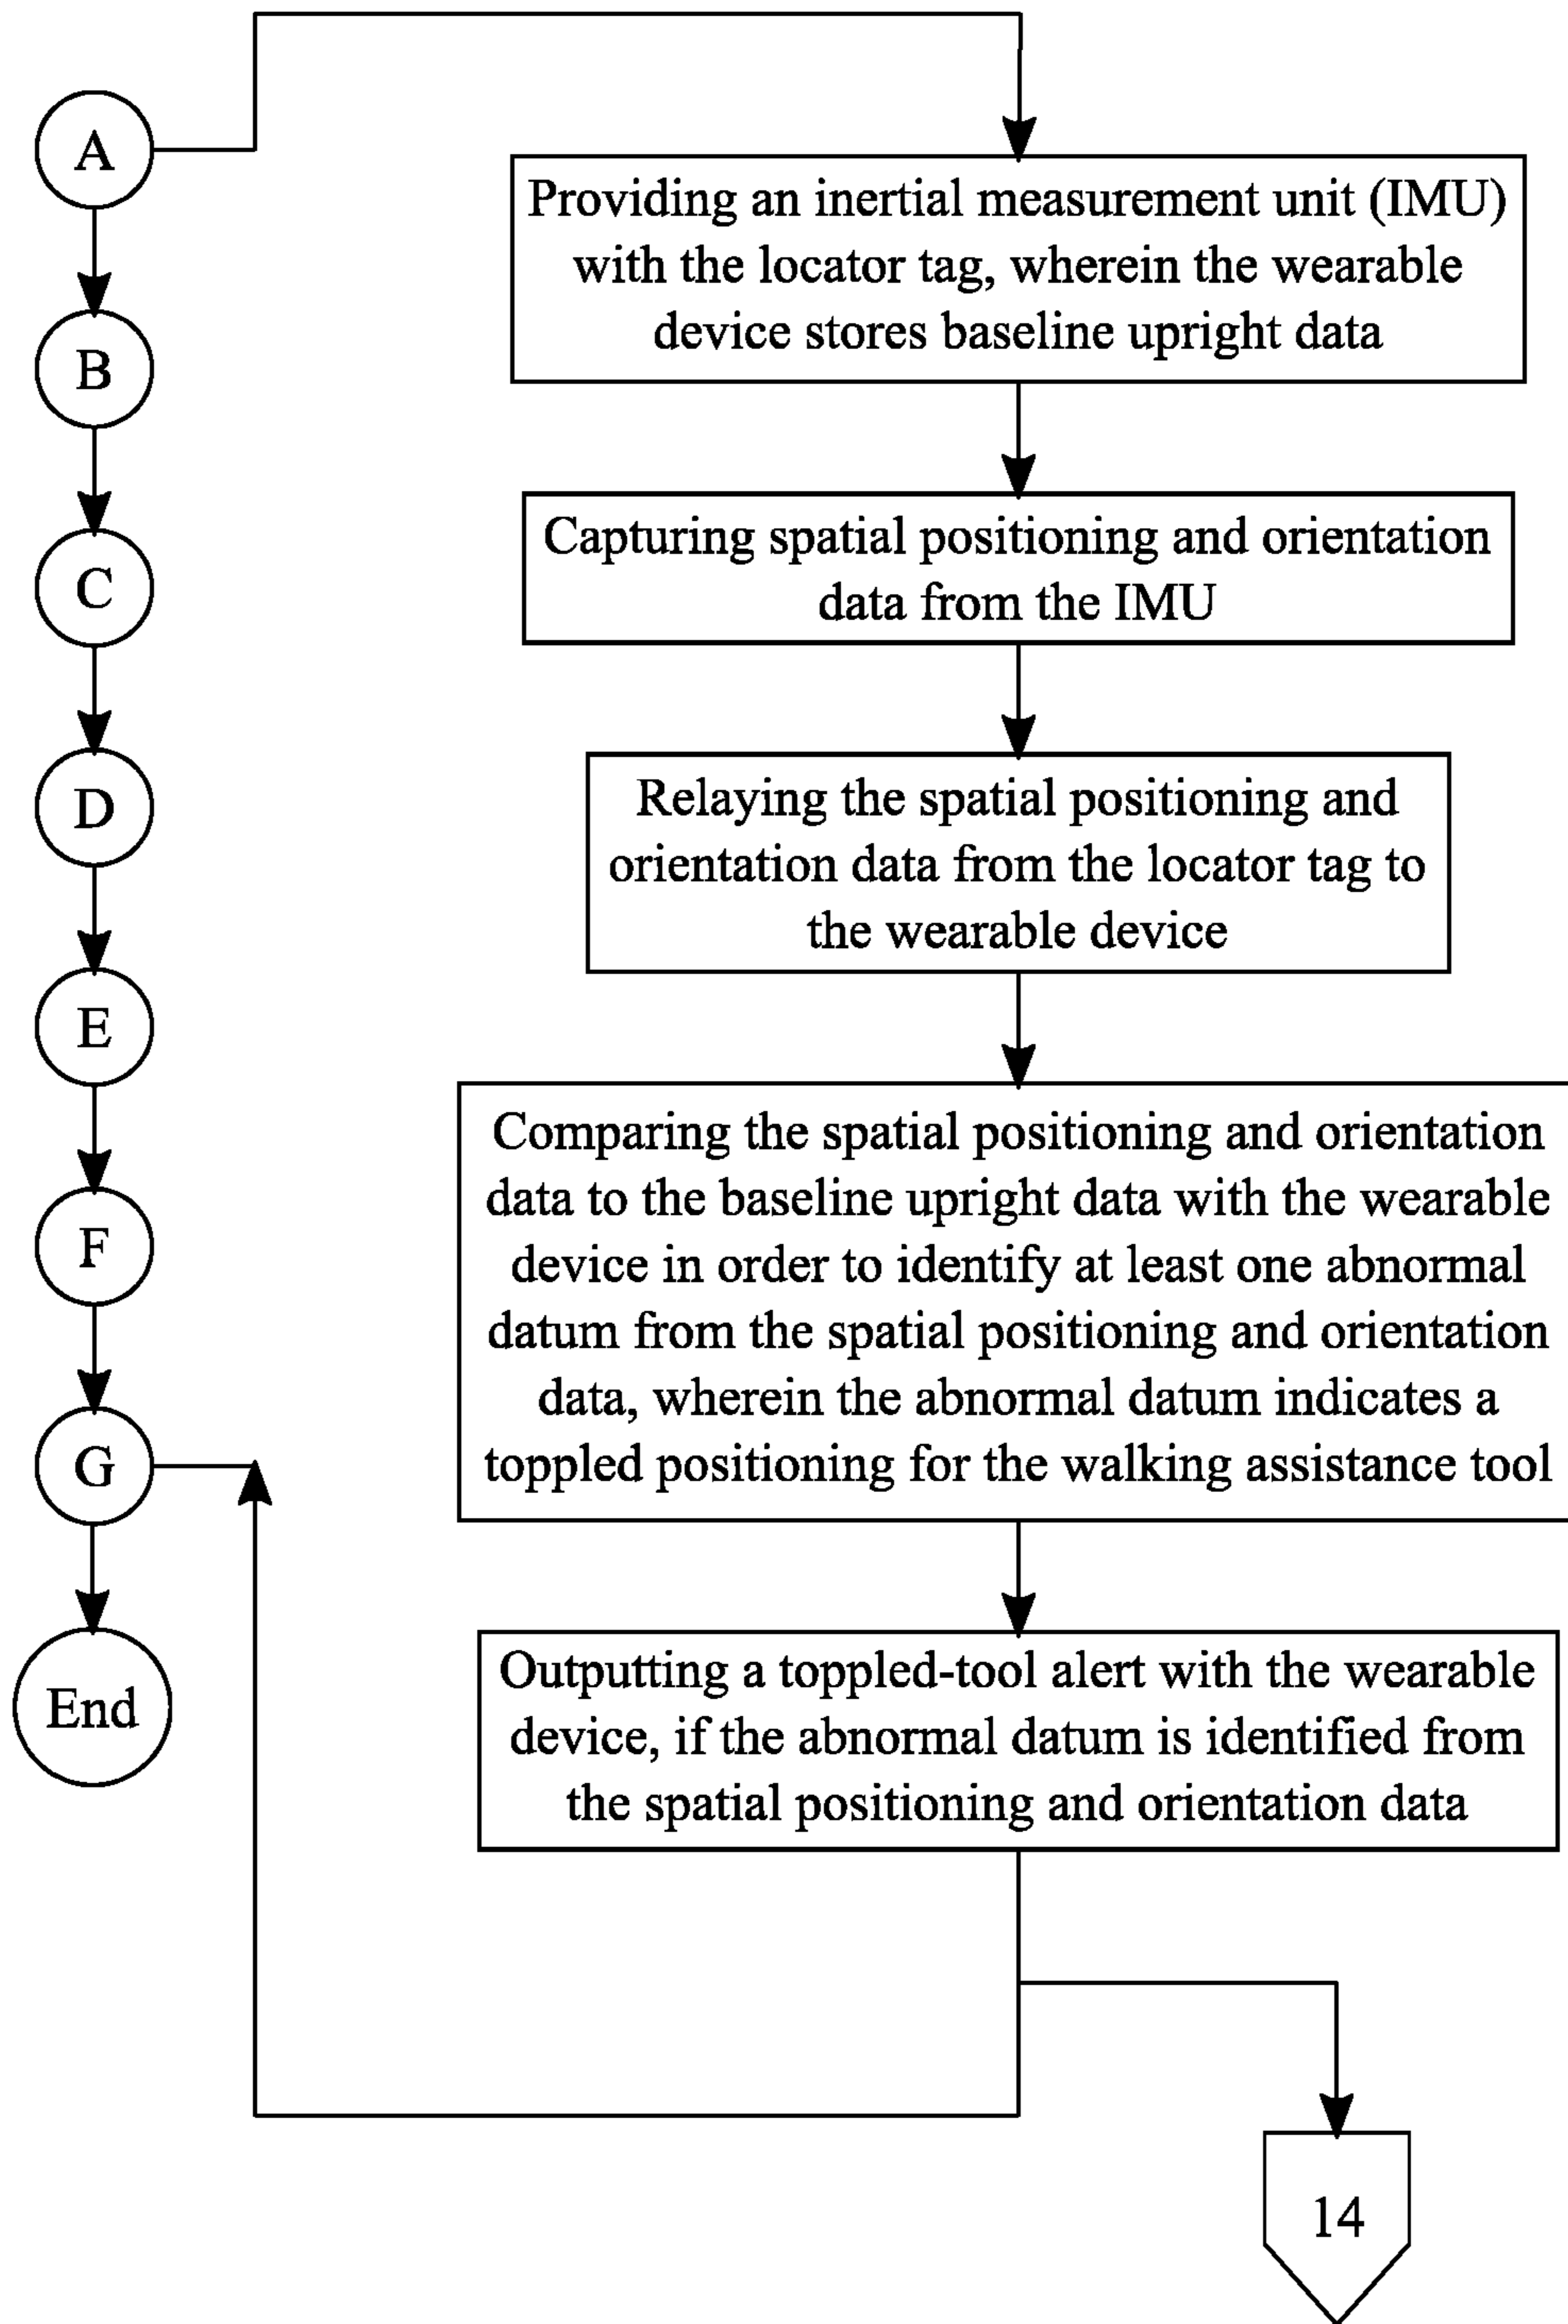 A
B
C
D
E
F
G
End
Providing an inertial measurement unit (IMU)
with the locator tag, wherein the wearable
device stores baseline upright data
Capturing spatial positioning and orientation
data from the IMU
Relaying the spatial positioning and
orientation data from the locator tag to
the wearable device
Comparing the spatial positioning and orientation
data to the baseline upright data with the wearable
device in order to identify at least one abnormal
datum from the spatial positioning and orientation
data, wherein the abnormal datum indicates a
toppled positioning for the walking assistance tool
Outputting a toppled-tool alert with the wearable
device, if the abnormal datum is identified from
the spatial positioning and orientation data
14